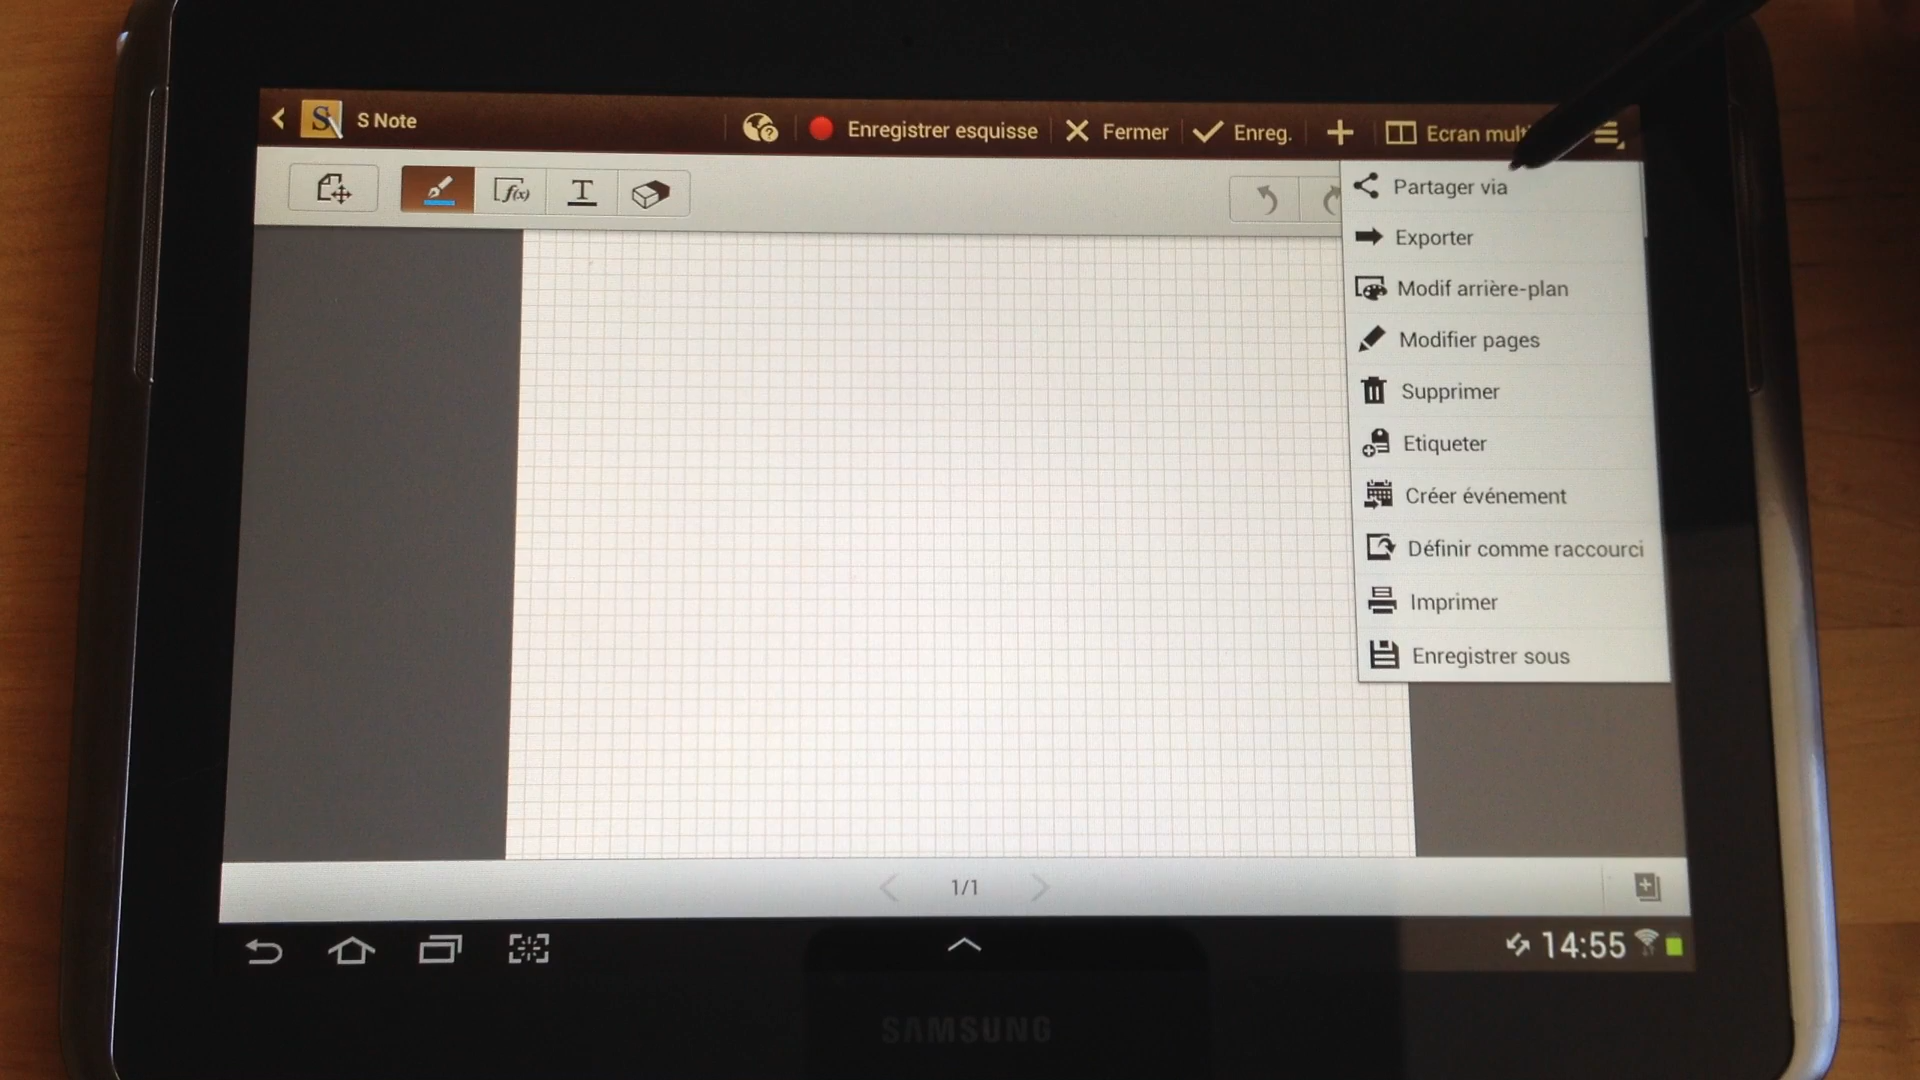 S Note
Enregistrer esquisse
Fermer
Enreg.
Ecran
Partager via
Exporter
Modif arrière-plan
Modifier pages
Supprimer
Etiqueter
Créer événement
Définir comme raccourci
Imprimer
Enregistrer sous
f(x)
T
1/1
14:55
SAMSUNG